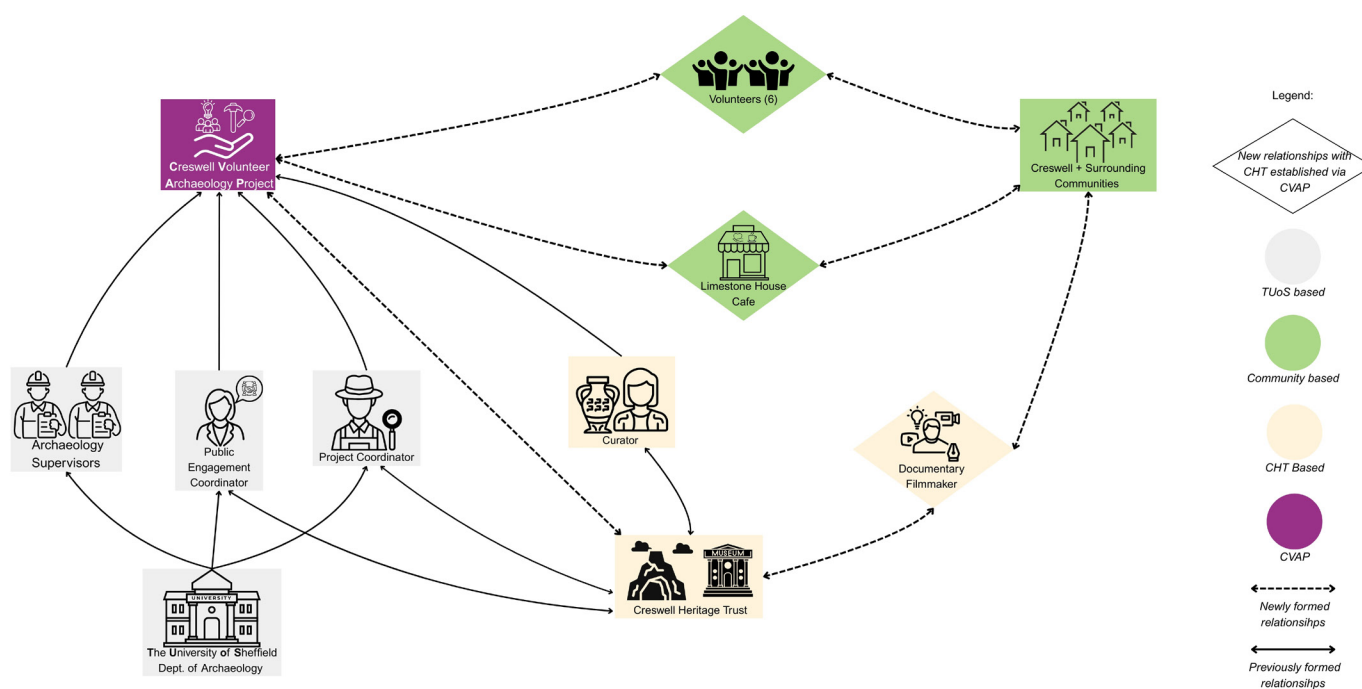 Volunteers (6)
Creswell Volunteer
Archaeology Project
Creswell + Surrounding
Communities
Limestone House
Cafe
Archaeology
Supervisors
Public
Engagement
Coordinator
Project Coordinator
Curator
Documentary
Filmmaker
MUSEUM
Creswell Heritage Trust
UNIVERSITY
The University of Sheffield
Dept. of Archaeology
Legend:
New relationships with
CHT established via
CVAP
TUoS based
Community based
CHT Based
CVAP
Newly formed
relationsihps
Previously formed
relationsihps